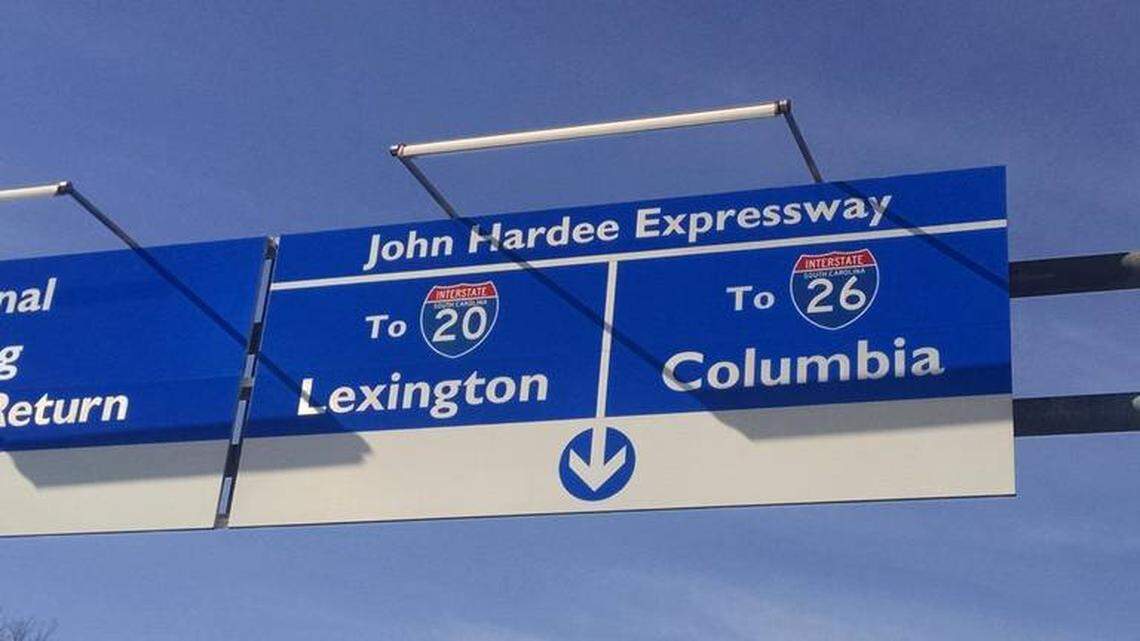 nal
g
Return
John Hardee Expressway
To INTERSTATE SOUTH CAROLINA 20
Lexington
To INTERSTATE SOUTH CAROLINA 26
Columbia